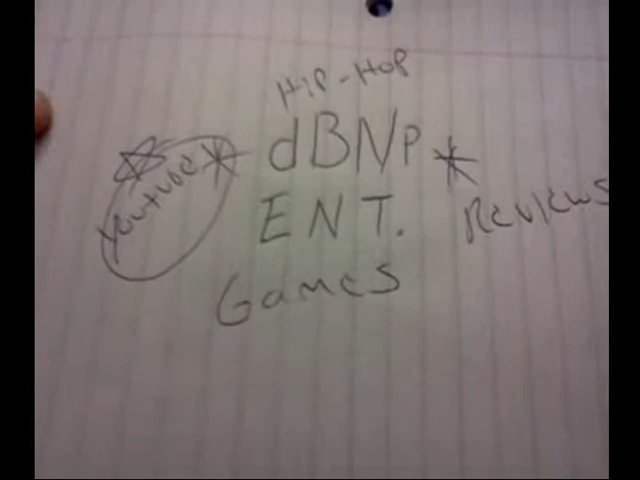 HIP-HOP
* dBNP *
YouTube
ENT.
Reviews
Games